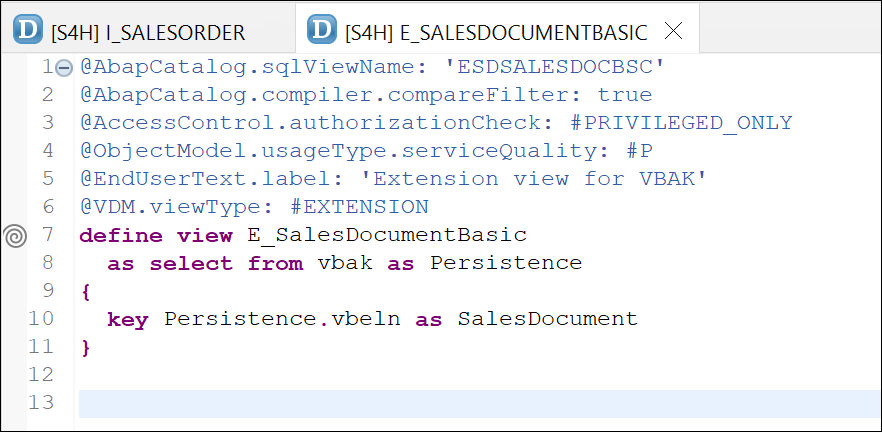 D [S4H] I_SALESORDER D [S4H] E_SALESDOCUMENTBASIC
1 @AbapCatalog.sqlViewName: 'ESDSALESDOCBSC'
2 @AbapCatalog.compiler.compareFilter: true
3 @AccessControl.authorizationCheck: #PRIVILEGED_ONLY
4 @ObjectModel.usageType.serviceQuality: #P
5 @EndUserText.label: 'Extension view for VBAK'
6 @VDM.viewType: #EXTENSION
7 define view E_SalesDocumentBasic
8 as select from vbak as Persistence
9 {
10 key Persistence.vbeln as SalesDocument
11 }
12
13